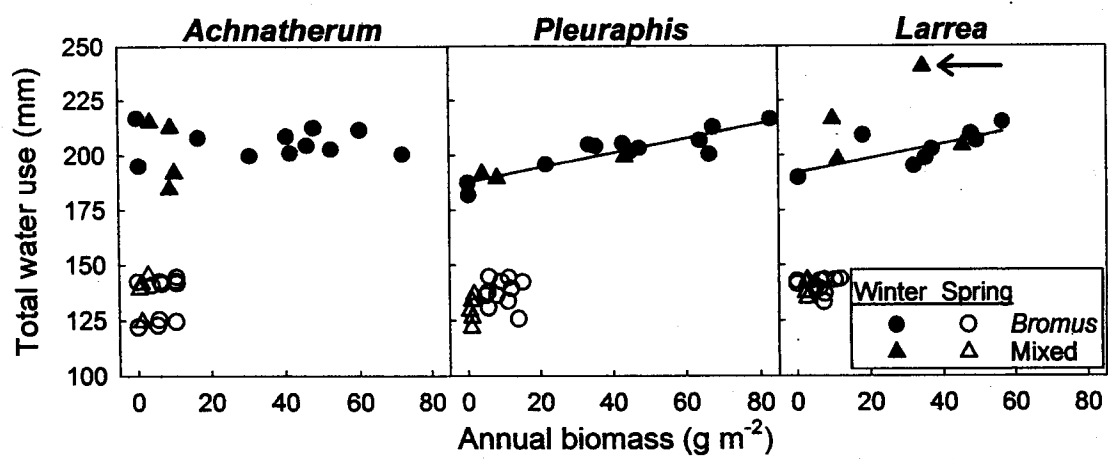 Achnatherum Pleuraphis Larrea
Total water use (mm)
250
225
200
175
150
125
100
Winter Spring
Bromus
Mixed
0 20 40 60 80 0 20 40 60 80 0 20 40 60 80
Annual biomass (g m⁻²)